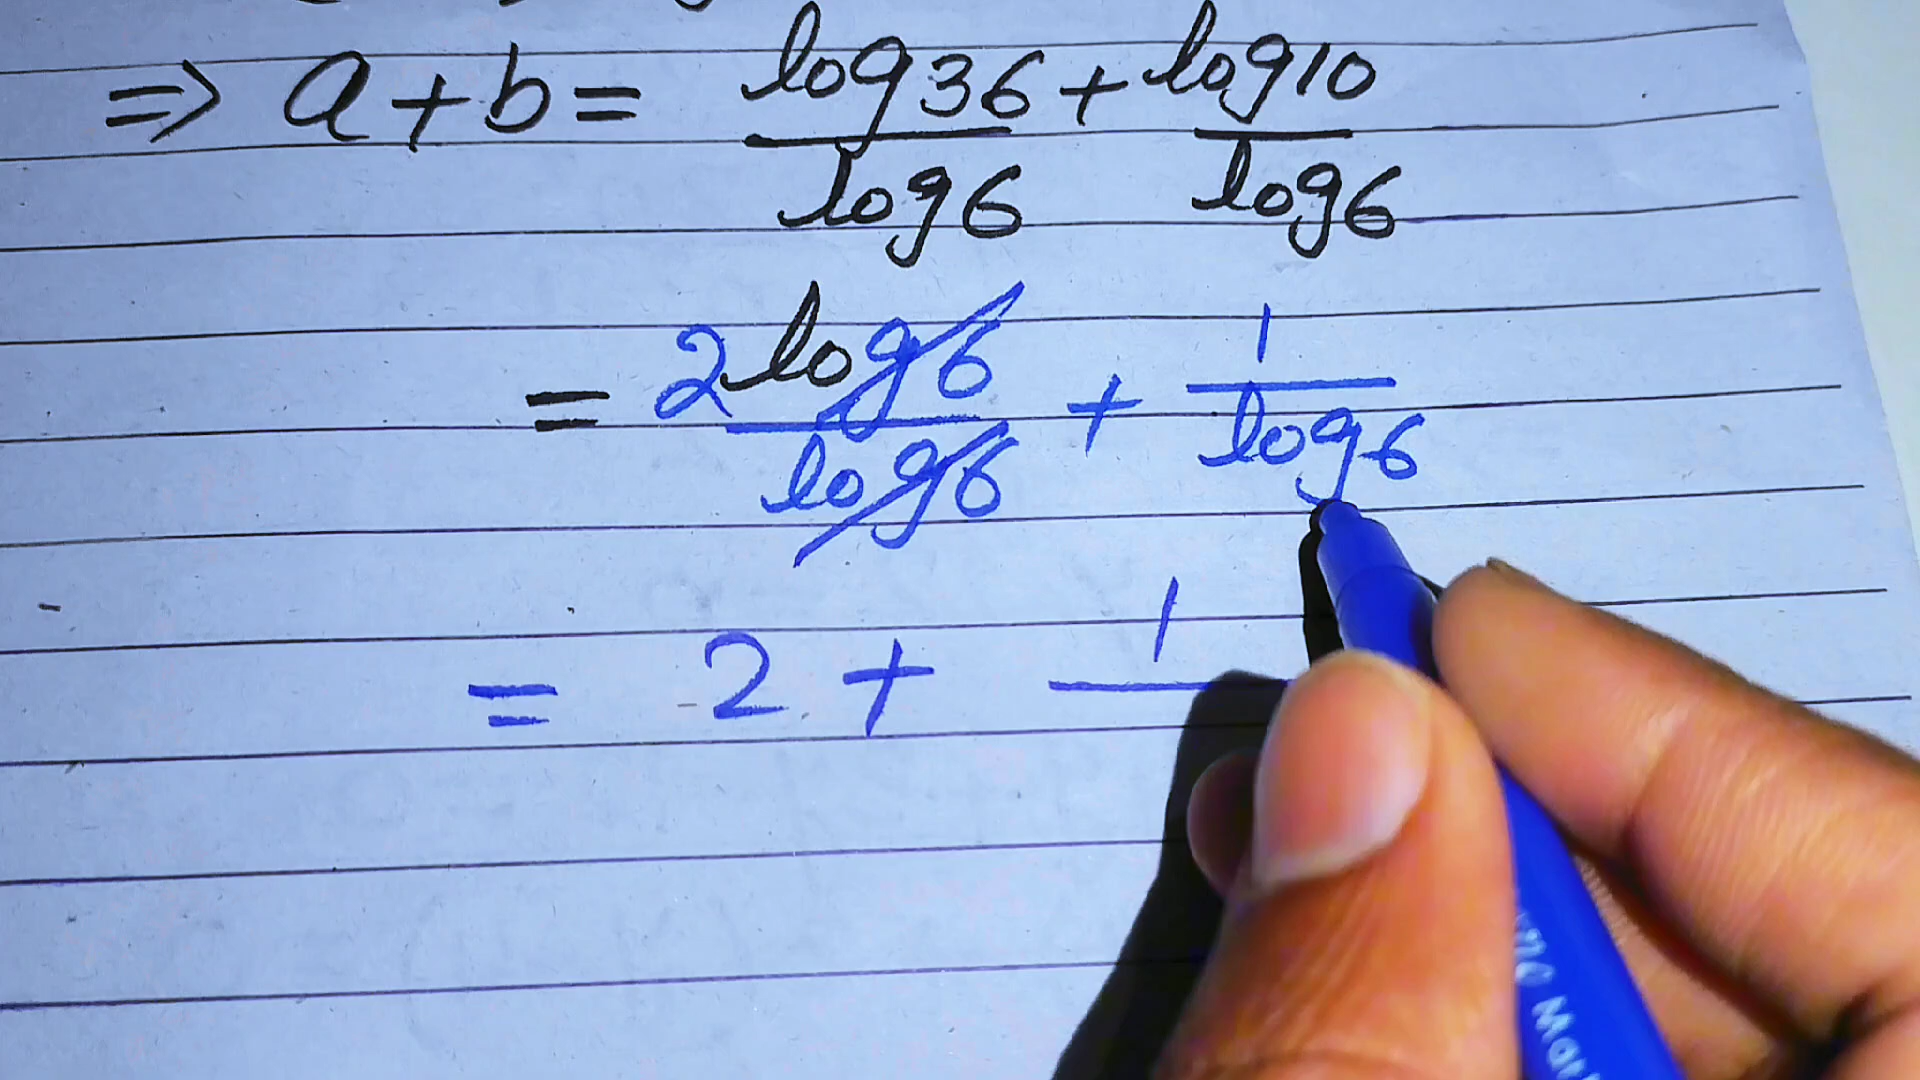 ⇒ a + b = log36/log6 + log10/log6
= 2log6/log6 + 1/log6
= 2 + 1/